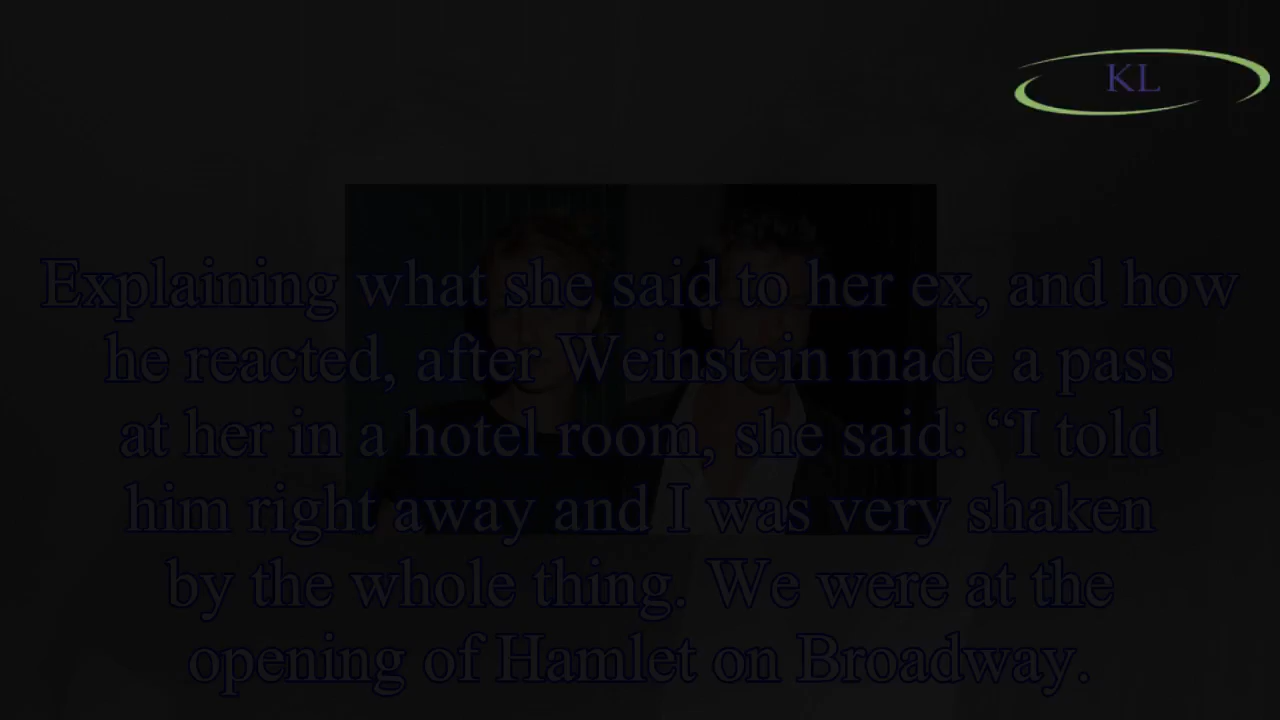 KL
Explaining what she said to her ex, and how
he reacted, after Weinstein made a pass
at her in a hotel room, she said: “I told
him right away and I was very shaken
by the whole thing. We were at the
opening of Hamlet on Broadway.